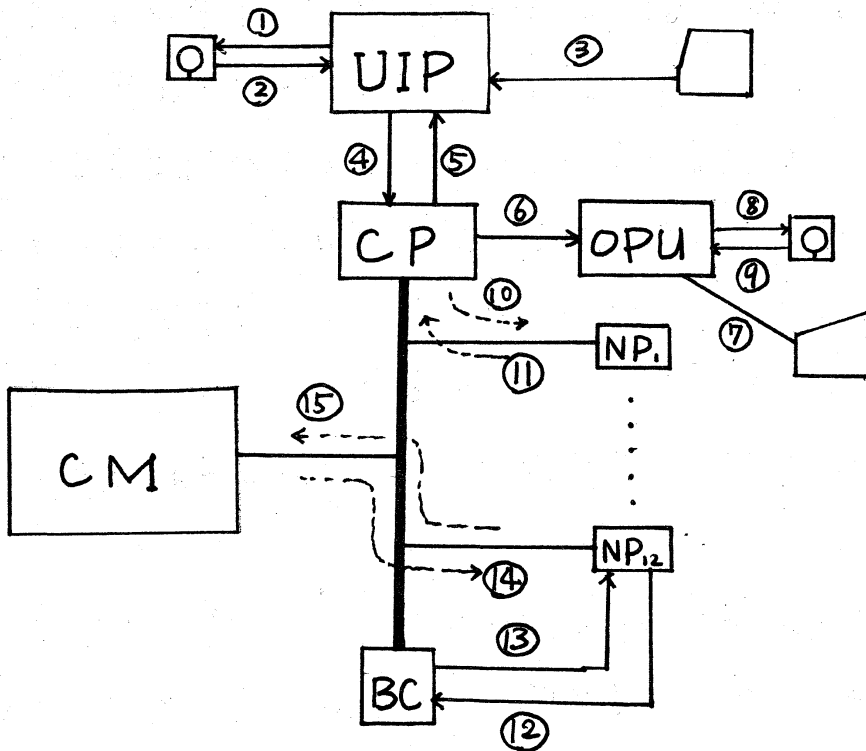 ①
UIP
③
②
④
⑤
CP
⑥
OPU
⑧
⑨
⑩
⑦
NP₁
⑪
CM
⑮
NP₁₂
⑭
⑬
BC
⑫